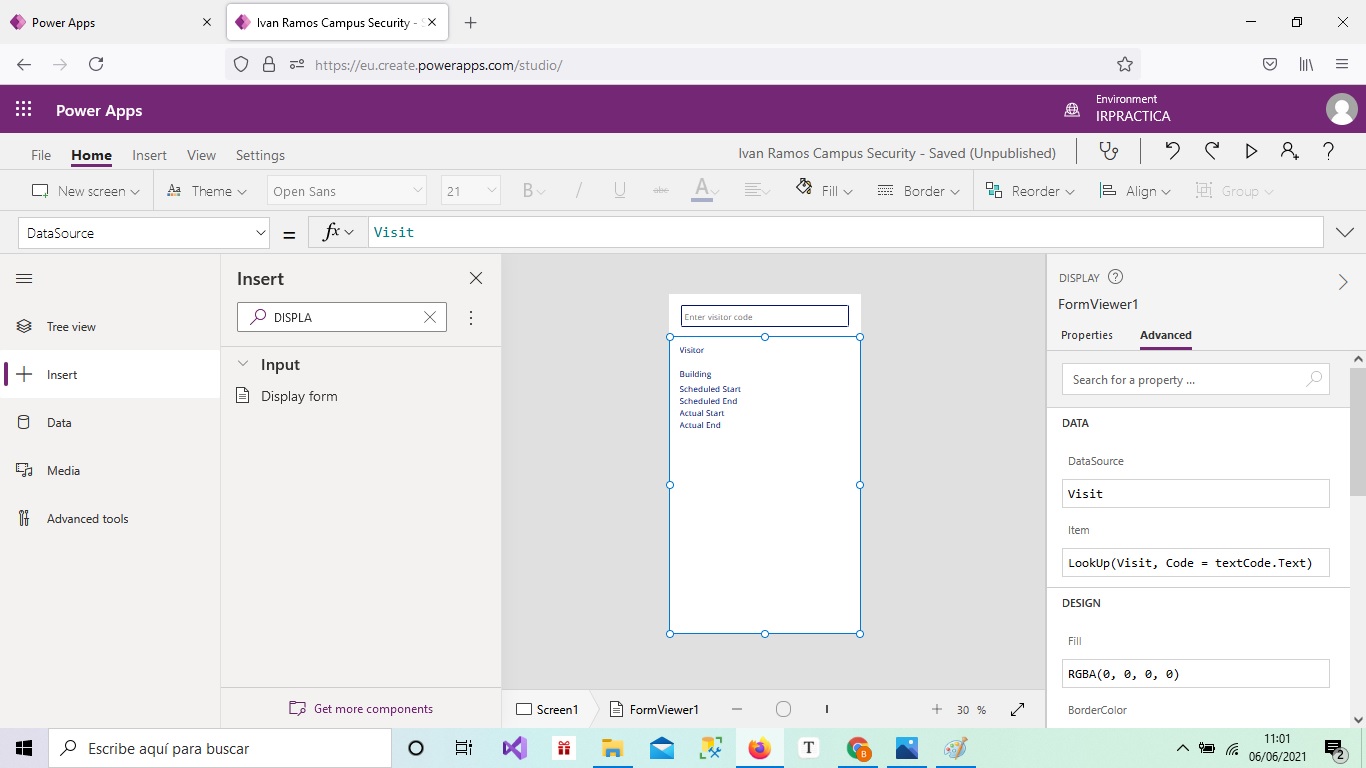 Power Apps
Ivan Ramos Campus Security -
https://eu.create.powerapps.com/studio/
Power Apps
Environment
IRPRACTICA
File
Home
Insert
View
Settings
Ivan Ramos Campus Security - Saved (Unpublished)
New screen
Theme
Open Sans
21
B
/
U
abc
A
Fill
Border
Reorder
Align
Group
DataSource
=
fx
Visit
Tree view
Insert
Data
Media
Advanced tools
Insert
DISPLA
Input
Display form
Get more components
Enter visitor code
Visitor
Building
Scheduled Start
Scheduled End
Actual Start
Actual End
Screen1
FormViewer1
30 %
DISPLAY
FormViewer1
Properties
Advanced
Search for a property ...
DATA
DataSource
Visit
Item
LookUp(Visit, Code = textCode.Text)
DESIGN
Fill
RGBA(0, 0, 0, 0)
BorderColor
Escribe aquí para buscar
T
B
11:01
06/06/2021
2